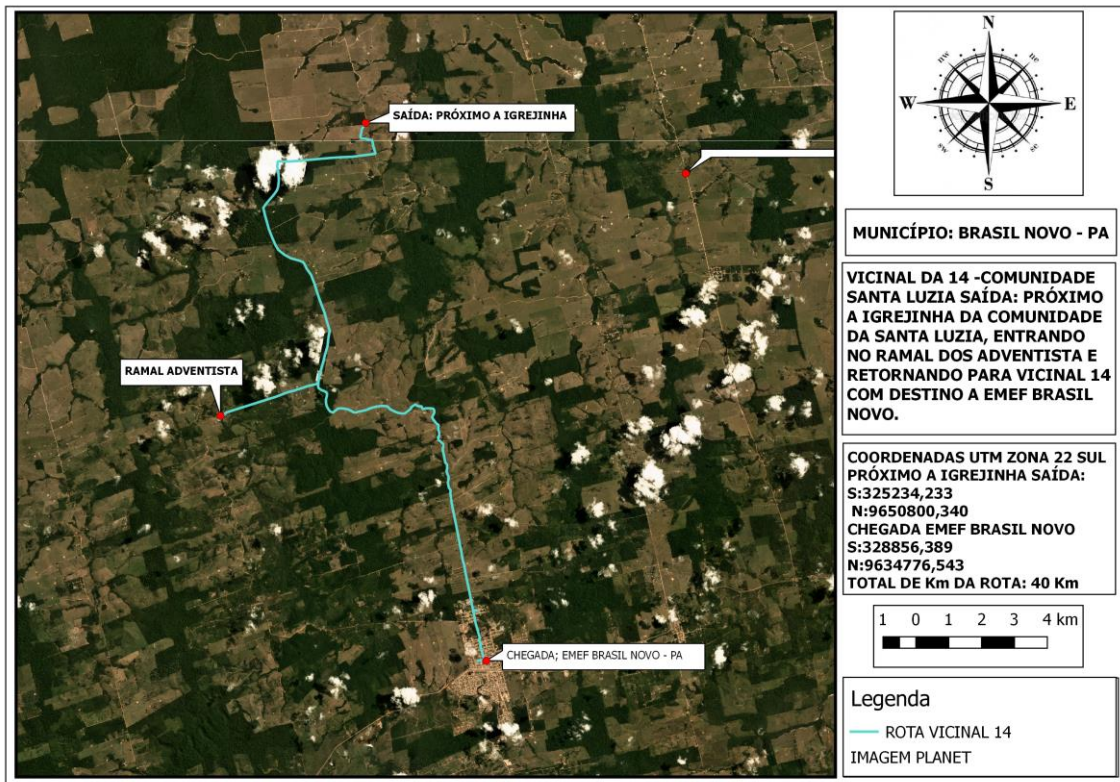 SAÍDA: PRÓXIMO A IGREJINHA
RAMAL ADVENTISTA
CHEGADA; EMEF BRASIL NOVO - PA
N
nw
ne
W
E
sw
se
S
MUNICÍPIO: BRASIL NOVO - PA
VICINAL DA 14 -COMUNIDADE
SANTA LUZIA SAÍDA: PRÓXIMO
A IGREJINHA DA COMUNIDADE
DA SANTA LUZIA, ENTRANDO
NO RAMAL DOS ADVENTISTA E
RETORNANDO PARA VICINAL 14
COM DESTINO A EMEF BRASIL
NOVO.
COORDENADAS UTM ZONA 22 SUL
PRÓXIMO A IGREJINHA SAÍDA:
S:325234,233
N:9650800,340
CHEGADA EMEF BRASIL NOVO
S:328856,389
N:9634776,543
TOTAL DE Km DA ROTA: 40 Km
1 0 1 2 3 4 km
Legenda
ROTA VICINAL 14
IMAGEM PLANET